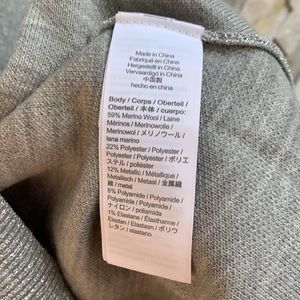 Made in China
Fabriqué en Chine
Hergestellt in China
Vervaardigd in China
中国製
hecho en china
Body / Corps / Oberteil /
Oberteil / 本体 / cuerpo:
59% Merino Wool / Laine
Mérinos / Merinowolle /
Merinowol / メリノウール /
lana merino
22% Polyester / Polyester /
Polyester / Polyester / ポリエ
ステル / poliéster
12% Metallic / Métallique /
Metallisch / Metaal / 金属繊
維 / metal
6% Polyamide / Polyamide /
Polyamide / Polyamide /
ナイロン / poliamida
1% Elastane / Élasthanne /
Elastan / Elastaan / ポリウ
レタン / elastano